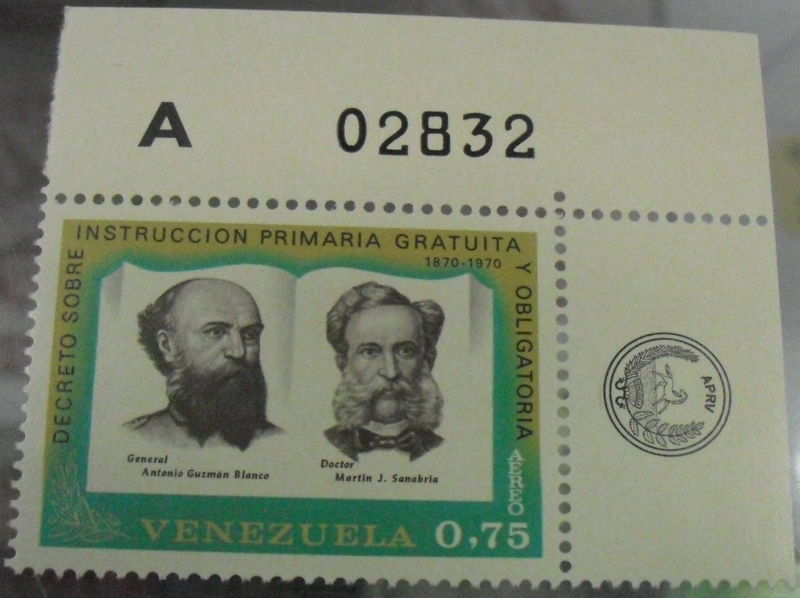 A 02832
DECRETO SOBRE INSTRUCCION PRIMARIA GRATUITA Y OBLIGATORIA
1870-1970
General
Antonio Guzmán Blanco
Doctor
Martin J. Sanabria
AEREO
VENEZUELA 0,75
APRV